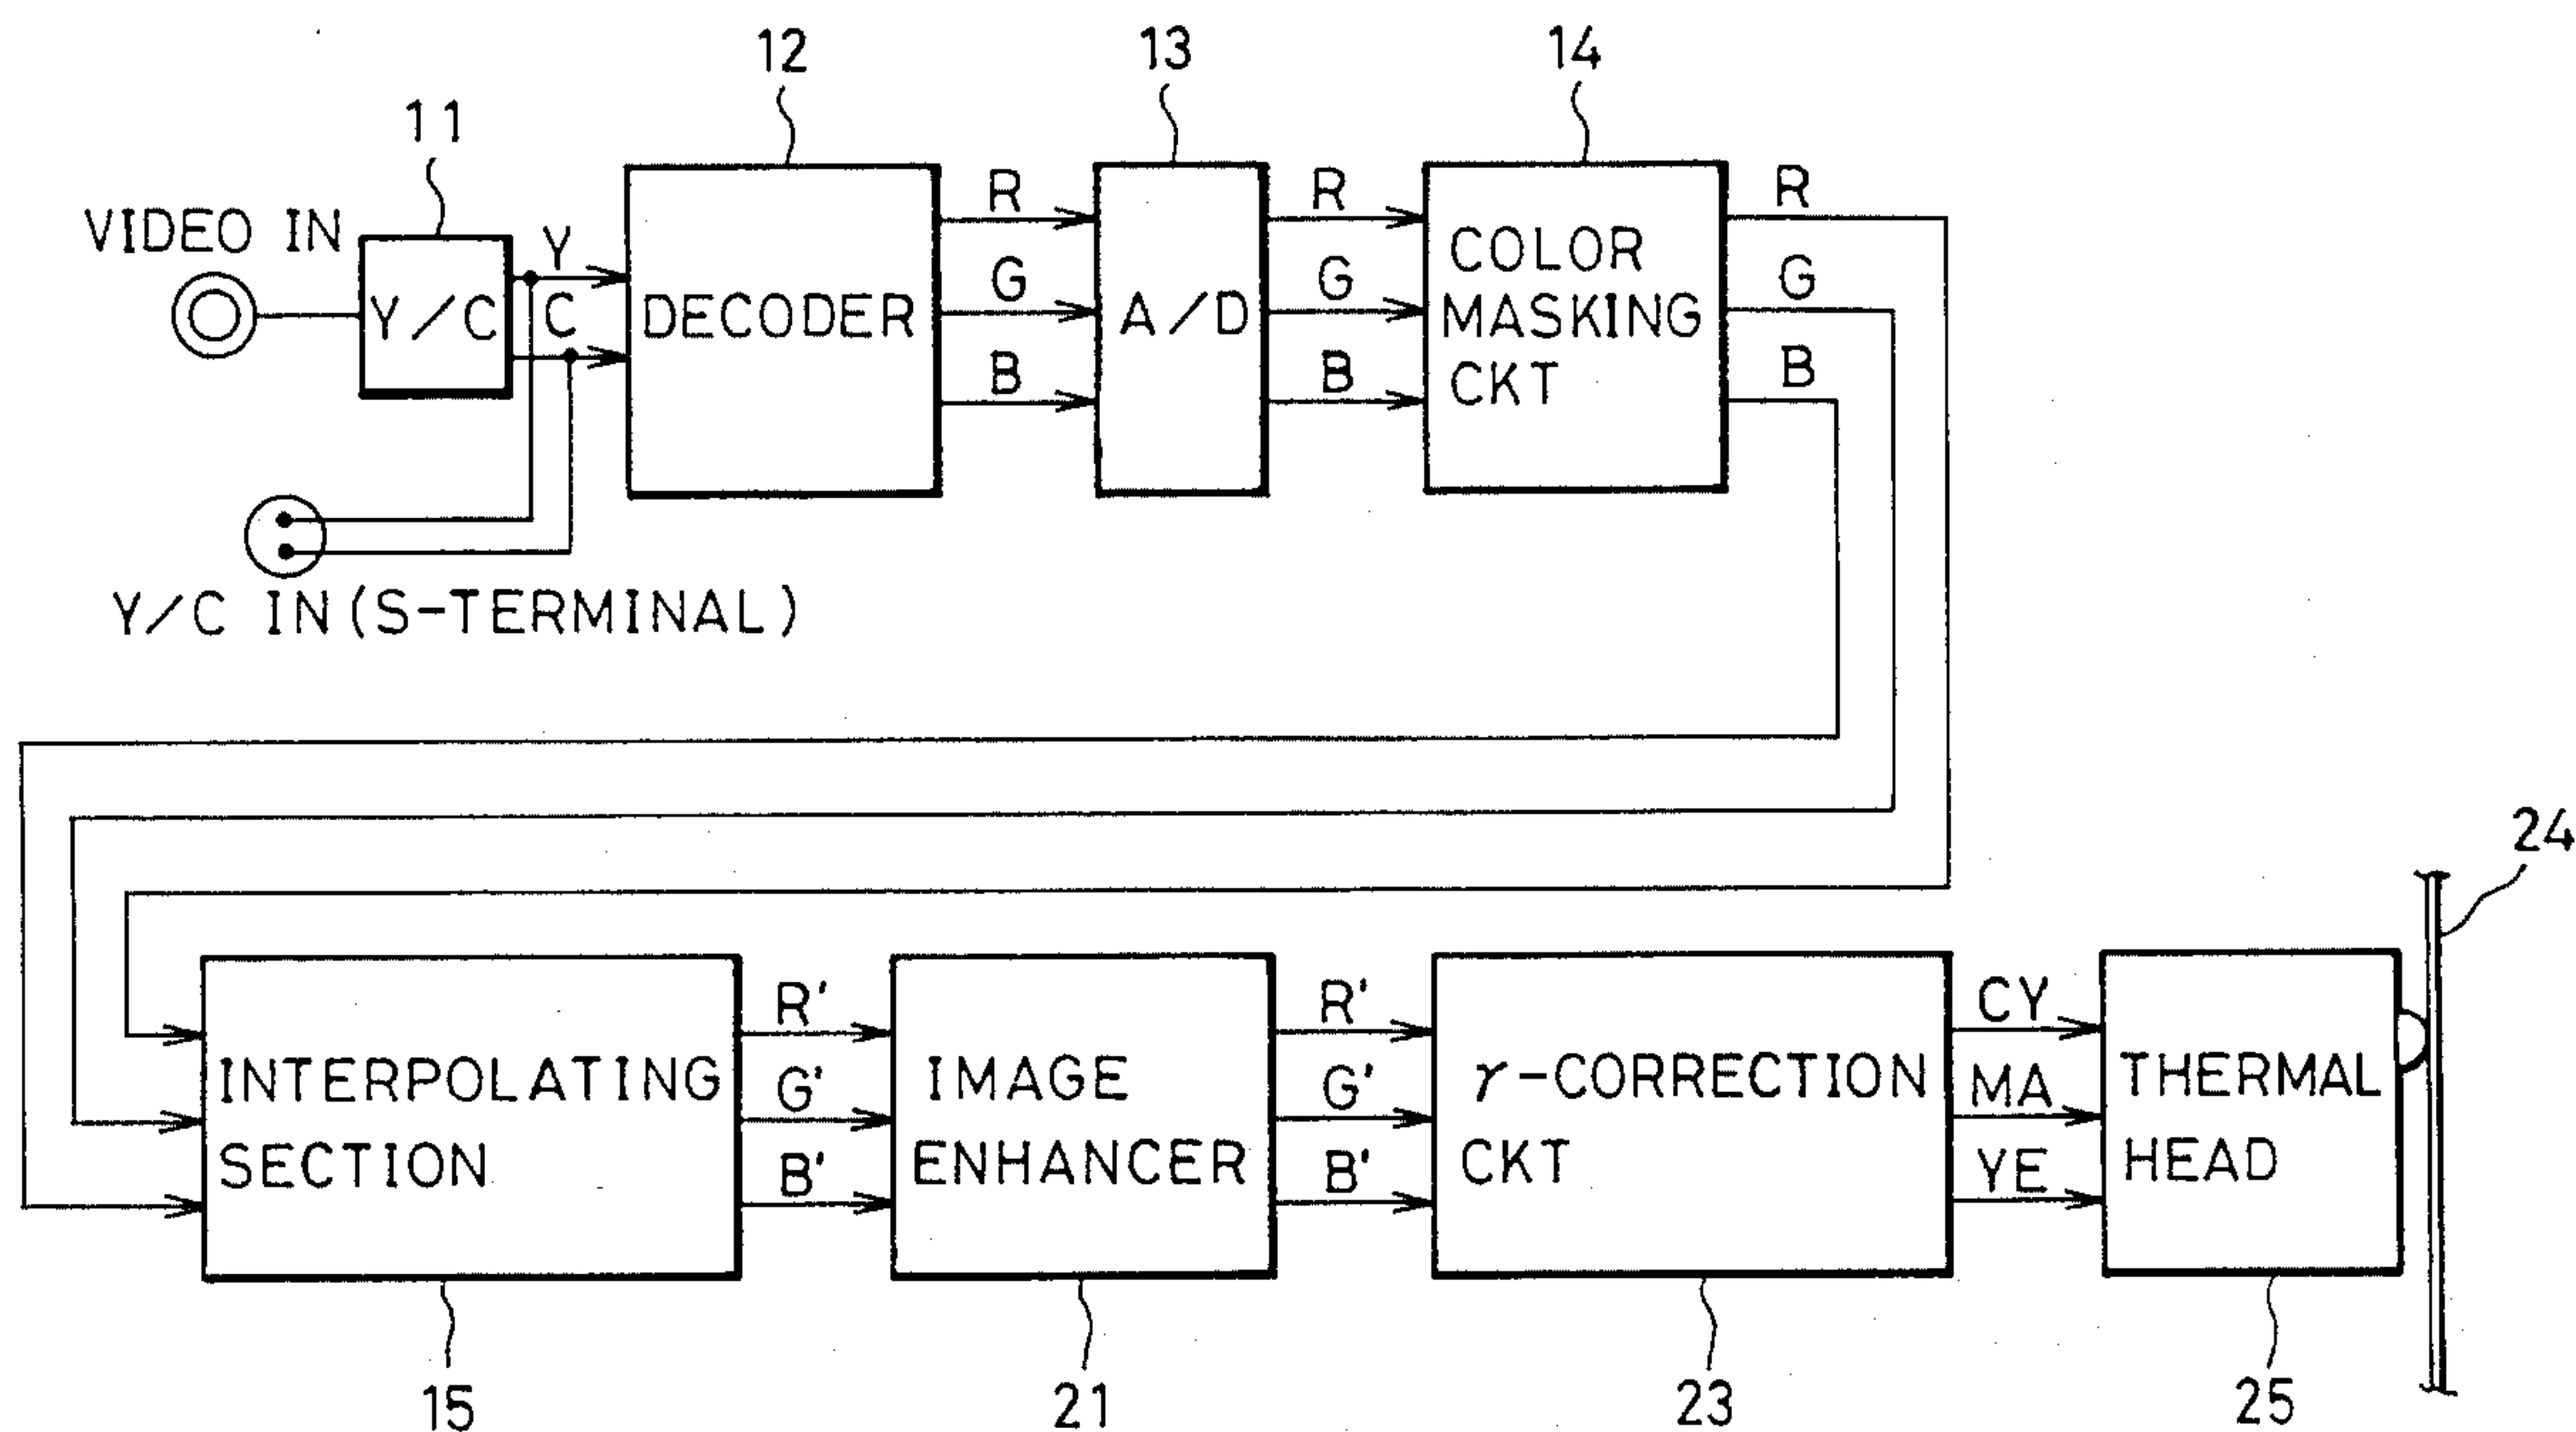 12
13
14
11
VIDEO IN
Y/C
Y
C
DECODER
R
G
B
A/D
R
G
B
COLOR
MASKING
CKT
R
G
B
Y/C IN (S-TERMINAL)
24
INTERPOLATING
SECTION
R'
G'
B'
IMAGE
ENHANCER
R'
G'
B'
γ-CORRECTION
CKT
CY
MA
YE
THERMAL
HEAD
15
21
23
25